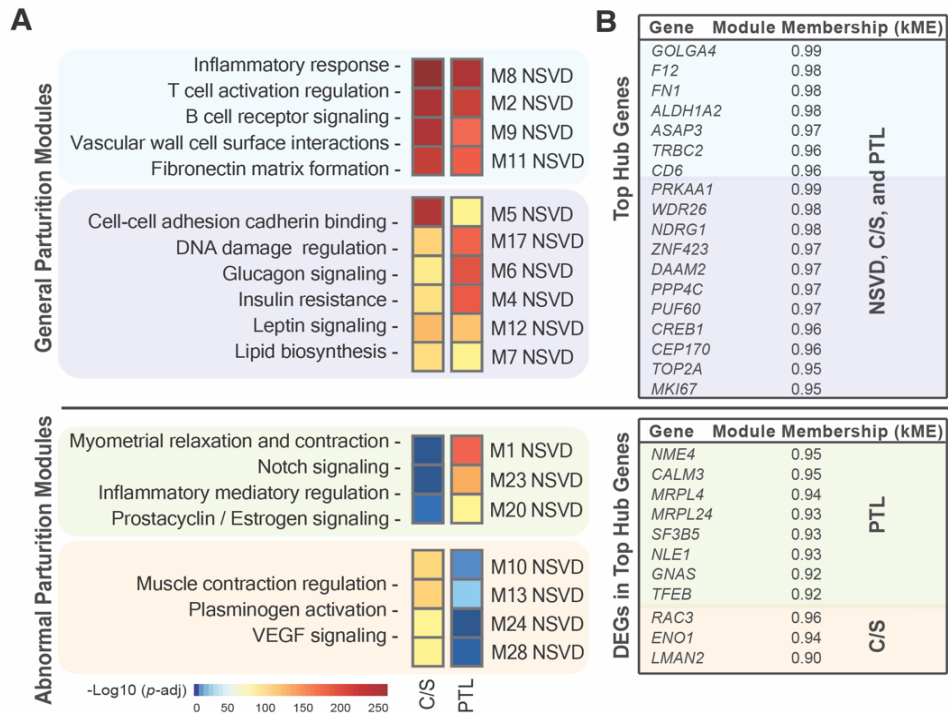 A
General Parturition Modules
Inflammatory response -
T cell activation regulation -
B cell receptor signaling -
Vascular wall cell surface interactions -
Fibronectin matrix formation -
M8 NSVD
M2 NSVD
M9 NSVD
M11 NSVD
Cell-cell adhesion cadherin binding -
DNA damage regulation -
Glucagon signaling -
Insulin resistance -
Leptin signaling -
Lipid biosynthesis -
M5 NSVD
M17 NSVD
M6 NSVD
M4 NSVD
M12 NSVD
M7 NSVD
Abnormal Parturition Modules
Myometrial relaxation and contraction -
Notch signaling -
Inflammatory mediatory regulation -
Prostacyclin / Estrogen signaling -
M1 NSVD
M23 NSVD
M20 NSVD
Muscle contraction regulation -
Plasminogen activation -
VEGF signaling -
M10 NSVD
M13 NSVD
M24 NSVD
M28 NSVD
-Log10 (p-adj)
0 50 100 150 200 250
C/S
PTL
B
Top Hub Genes
Gene Module Membership (kME)
GOLGA4 0.99
F12 0.98
FN1 0.98
ALDH1A2 0.98
ASAP3 0.97
TRBC2 0.96
CD6 0.96
PRKAA1 0.99
WDR26 0.98
NDRG1 0.98
ZNF423 0.97
DAAM2 0.97
PPP4C 0.97
PUF60 0.97
CREB1 0.96
CEP170 0.96
TOP2A 0.95
MKI67 0.95
NSVD, C/S, and PTL
DEGs in Top Hub Genes
Gene Module Membership (kME)
NME4 0.95
CALM3 0.95
MRPL4 0.94
MRPL24 0.93
SF3B5 0.93
NLE1 0.93
GNAS 0.92
TFEB 0.92
PTL
RAC3 0.96
ENO1 0.94
LMAN2 0.90
C/S